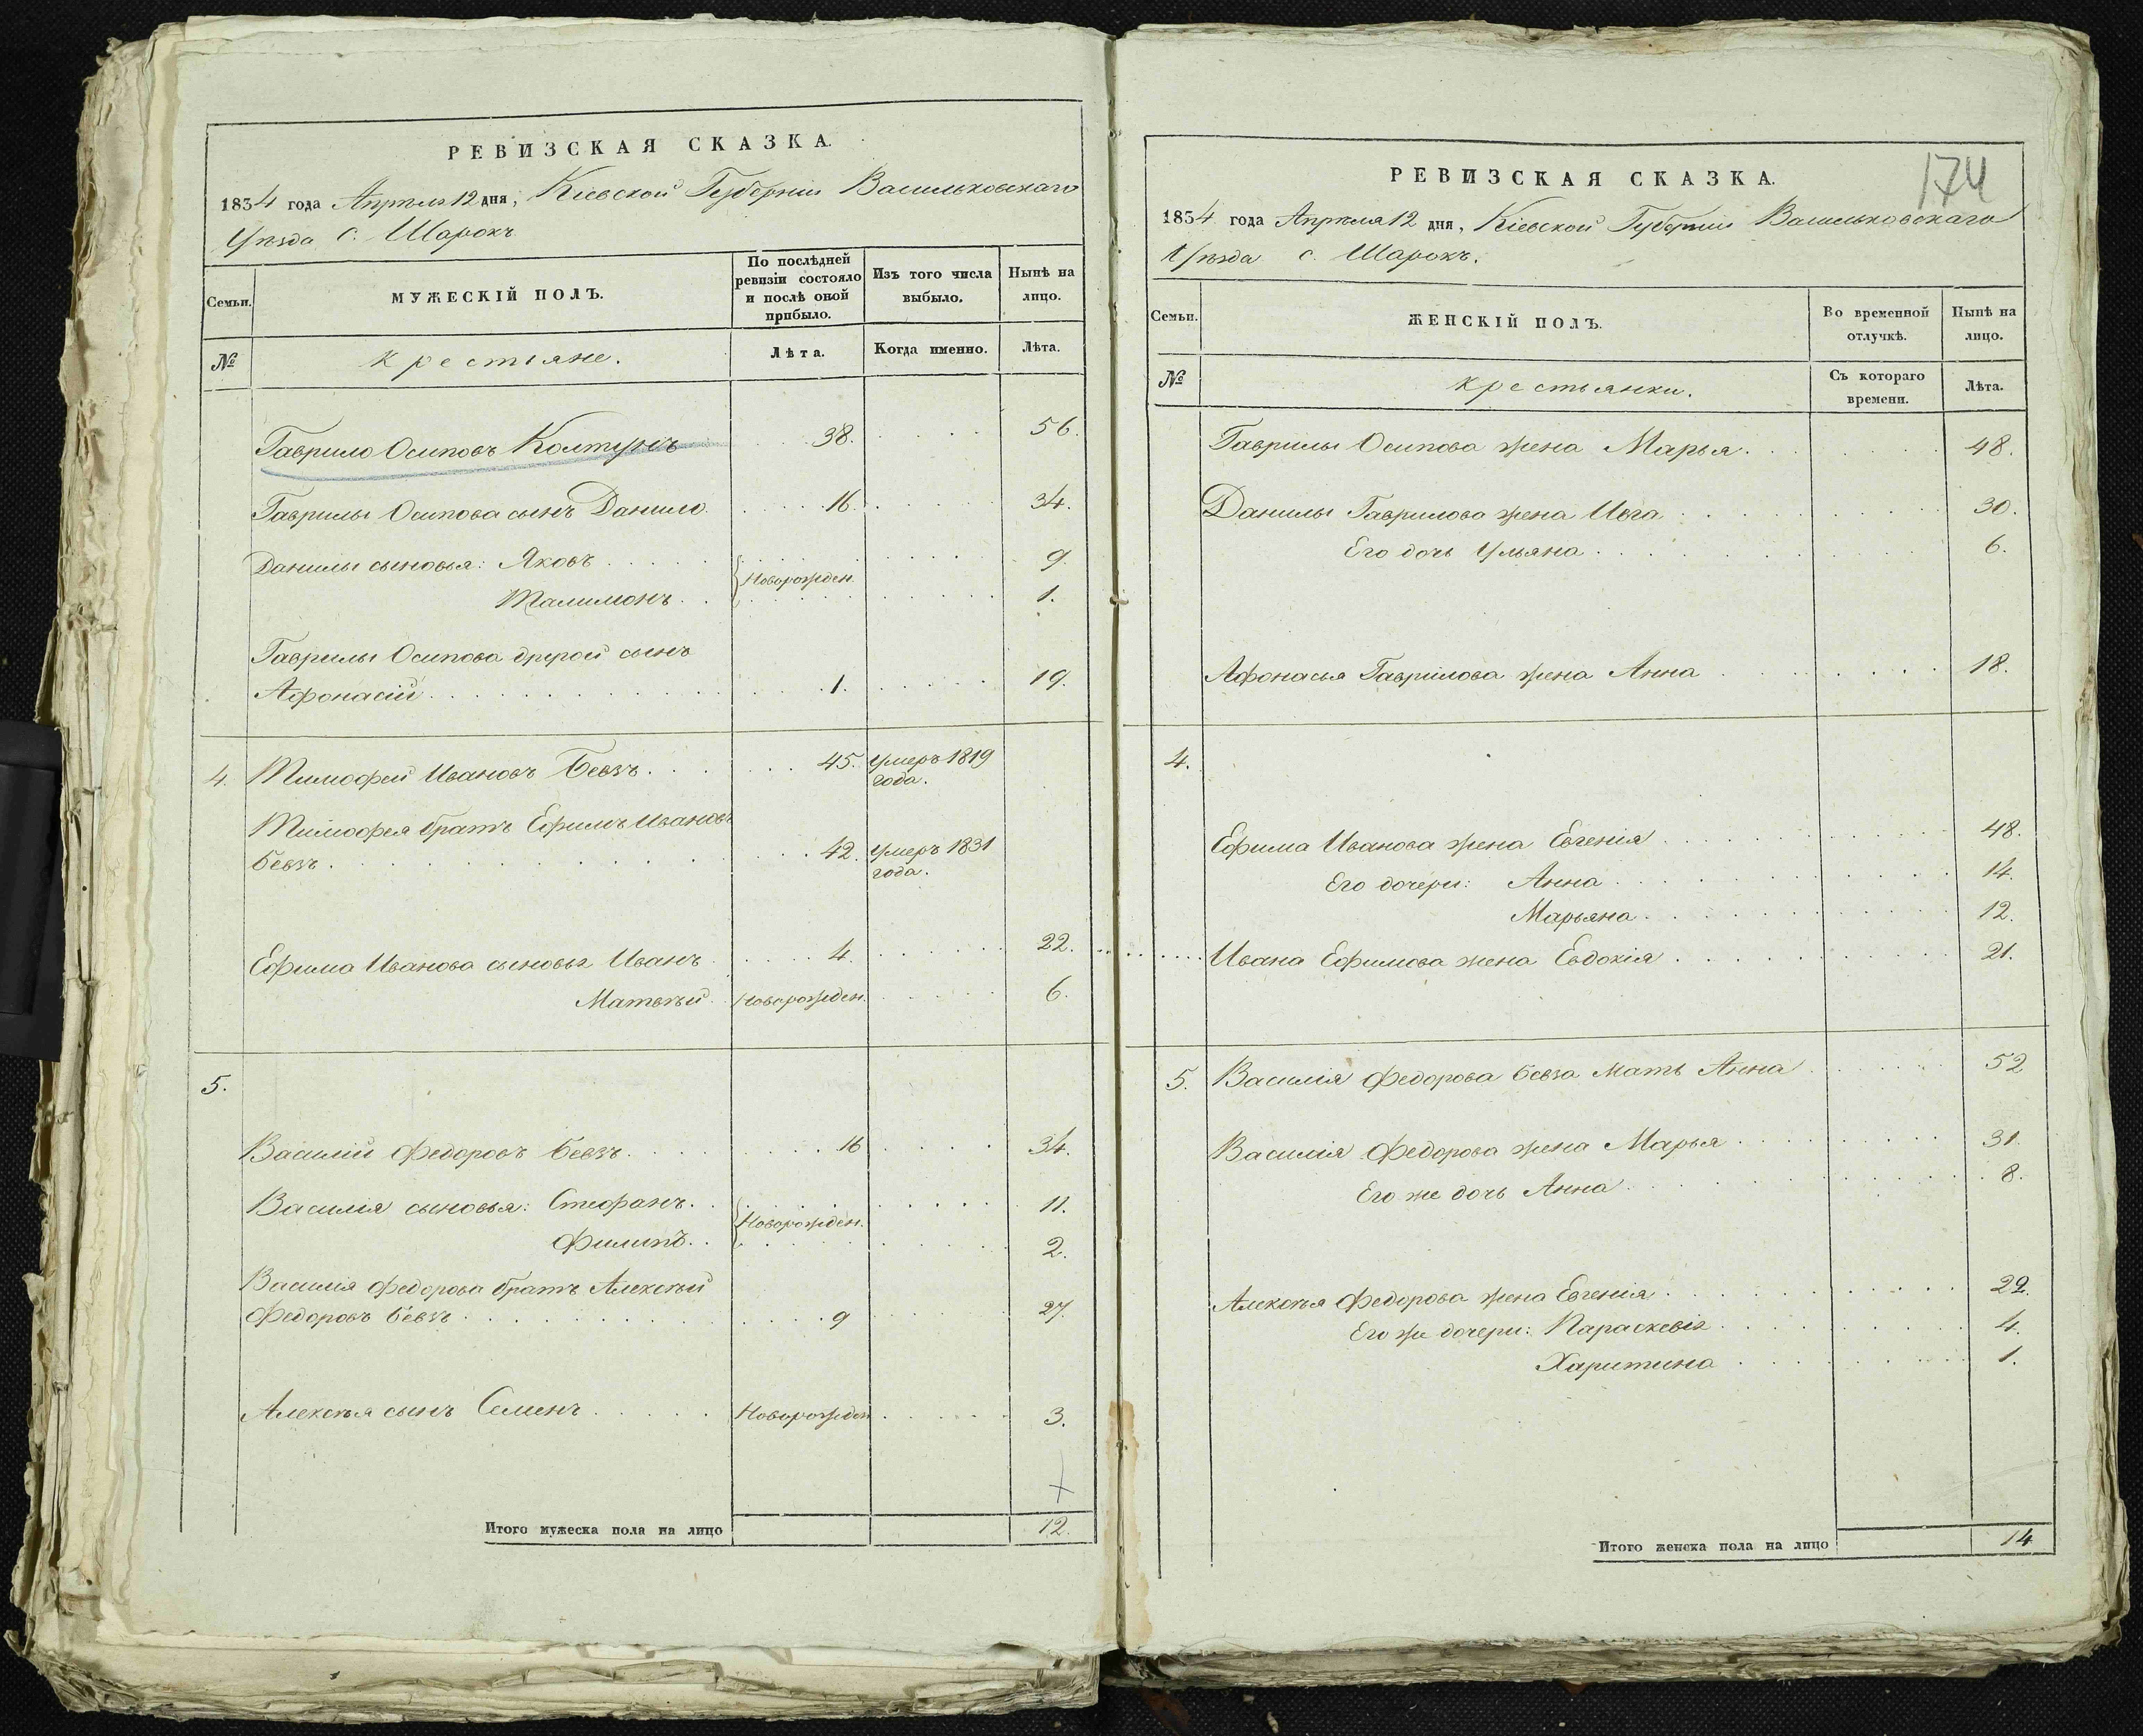 РЕВИЗСКАЯ СКАЗКА.
1834 года Апрѣля 12 дня, Кіевской Губерніи Васильковскаго
Уѣзда с. Шарокъ
Семьи.
МУЖЕСКІЙ ПОЛЪ.
По послѣдней ревизіи состояло и послѣ оной прибыло.
Изъ того числа выбыло.
Нынѣ на лицо.
№
крестьяне.
Лѣта.
Когда именно.
Лѣта.
Гаврило Осиповъ Колтунъ 38. 56.
Гаврилы Осипова сынъ Данило 16. 34.
Данилы сыновья: Яковъ 9.
Новорожден.
Талимонъ 1.
Гаврилы Осипова другой сынъ
Афонасій 1. 19.
4. Тимофей Ивановъ Бевзъ 45. умеръ 1819
года.
Тимофея братъ Ефимъ Ивановъ
Бевзъ 42. умеръ 1831
года.
Ефима Иванова сыновья Иванъ 4. 22.
Матвѣй Новорожден. 6.
5.
Василій Федоровъ Бевзъ 16 34.
Василія сыновья: Стефанъ 11.
Новорожден.
Филипъ 2.
Василія Федорова братъ Алексѣй
Федоровъ Бевзъ 9 27.
Алексѣя сынъ Семенъ Новорожден 3.
Итого мужеска пола на лицо 12.
174
РЕВИЗСКАЯ СКАЗКА.
1834 года Апрѣля 12 дня, Кіевской Губерніи Васильковскаго
Уѣзда с. Шарокъ.
Семьи.
ЖЕНСКІЙ ПОЛЪ.
Во временной отлучкѣ.
Нынѣ на лицо.
№
крестьянки.
Съ котораго времени.
Лѣта.
Гаврилы Осипова жена Марья 48.
Данилы Гаврилова жена Ивга 30.
Его дочь Ульяна 6.
Афонасья Гаврилова жена Анна 18.
4.
Ефима Иванова жена Евгенія 48.
Его дочери: Анна 14.
Марьяна 12.
Ивана Ефимова жена Евдокія 21.
5. Василія Федорова Бевза мать Анна 52
Василія Федорова жена Марья 31.
Его же дочь Анна 8.
Алексѣя Федорова жена Евгенія 22.
Его же дочери: Параскевія 4.
Харитина 1.
Итого женска пола на лицо 14